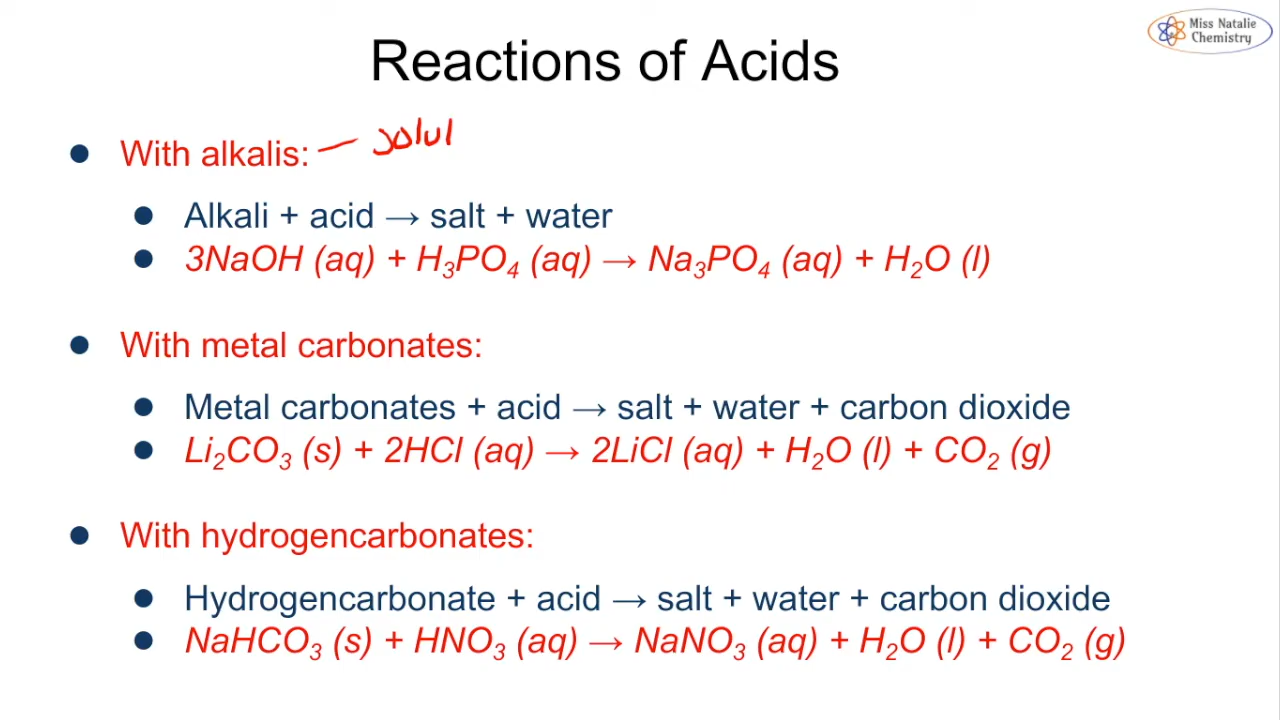 Miss Natalie
Chemistry
Reactions of Acids
● With alkalis: — solul
● Alkali + acid → salt + water
● 3NaOH (aq) + H₃PO₄ (aq) → Na₃PO₄ (aq) + H₂O (l)
● With metal carbonates:
● Metal carbonates + acid → salt + water + carbon dioxide
● Li₂CO₃ (s) + 2HCl (aq) → 2LiCl (aq) + H₂O (l) + CO₂ (g)
● With hydrogencarbonates:
● Hydrogencarbonate + acid → salt + water + carbon dioxide
● NaHCO₃ (s) + HNO₃ (aq) → NaNO₃ (aq) + H₂O (l) + CO₂ (g)